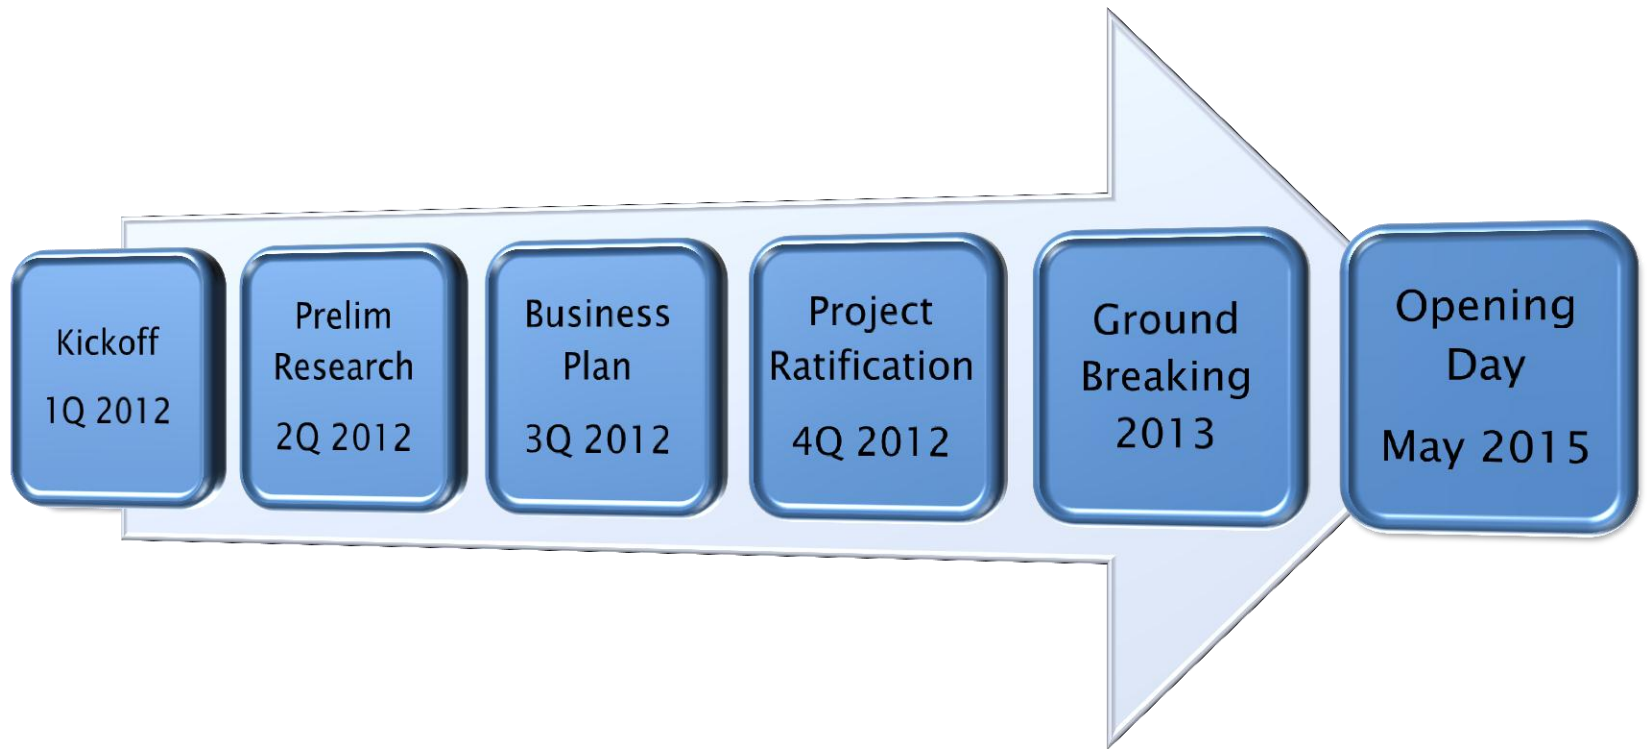 Kickoff
1Q 2012
Prelim
Research
2Q 2012
Business
Plan
3Q 2012
Project
Ratification
4Q 2012
Ground
Breaking
2013
Opening
Day
May 2015